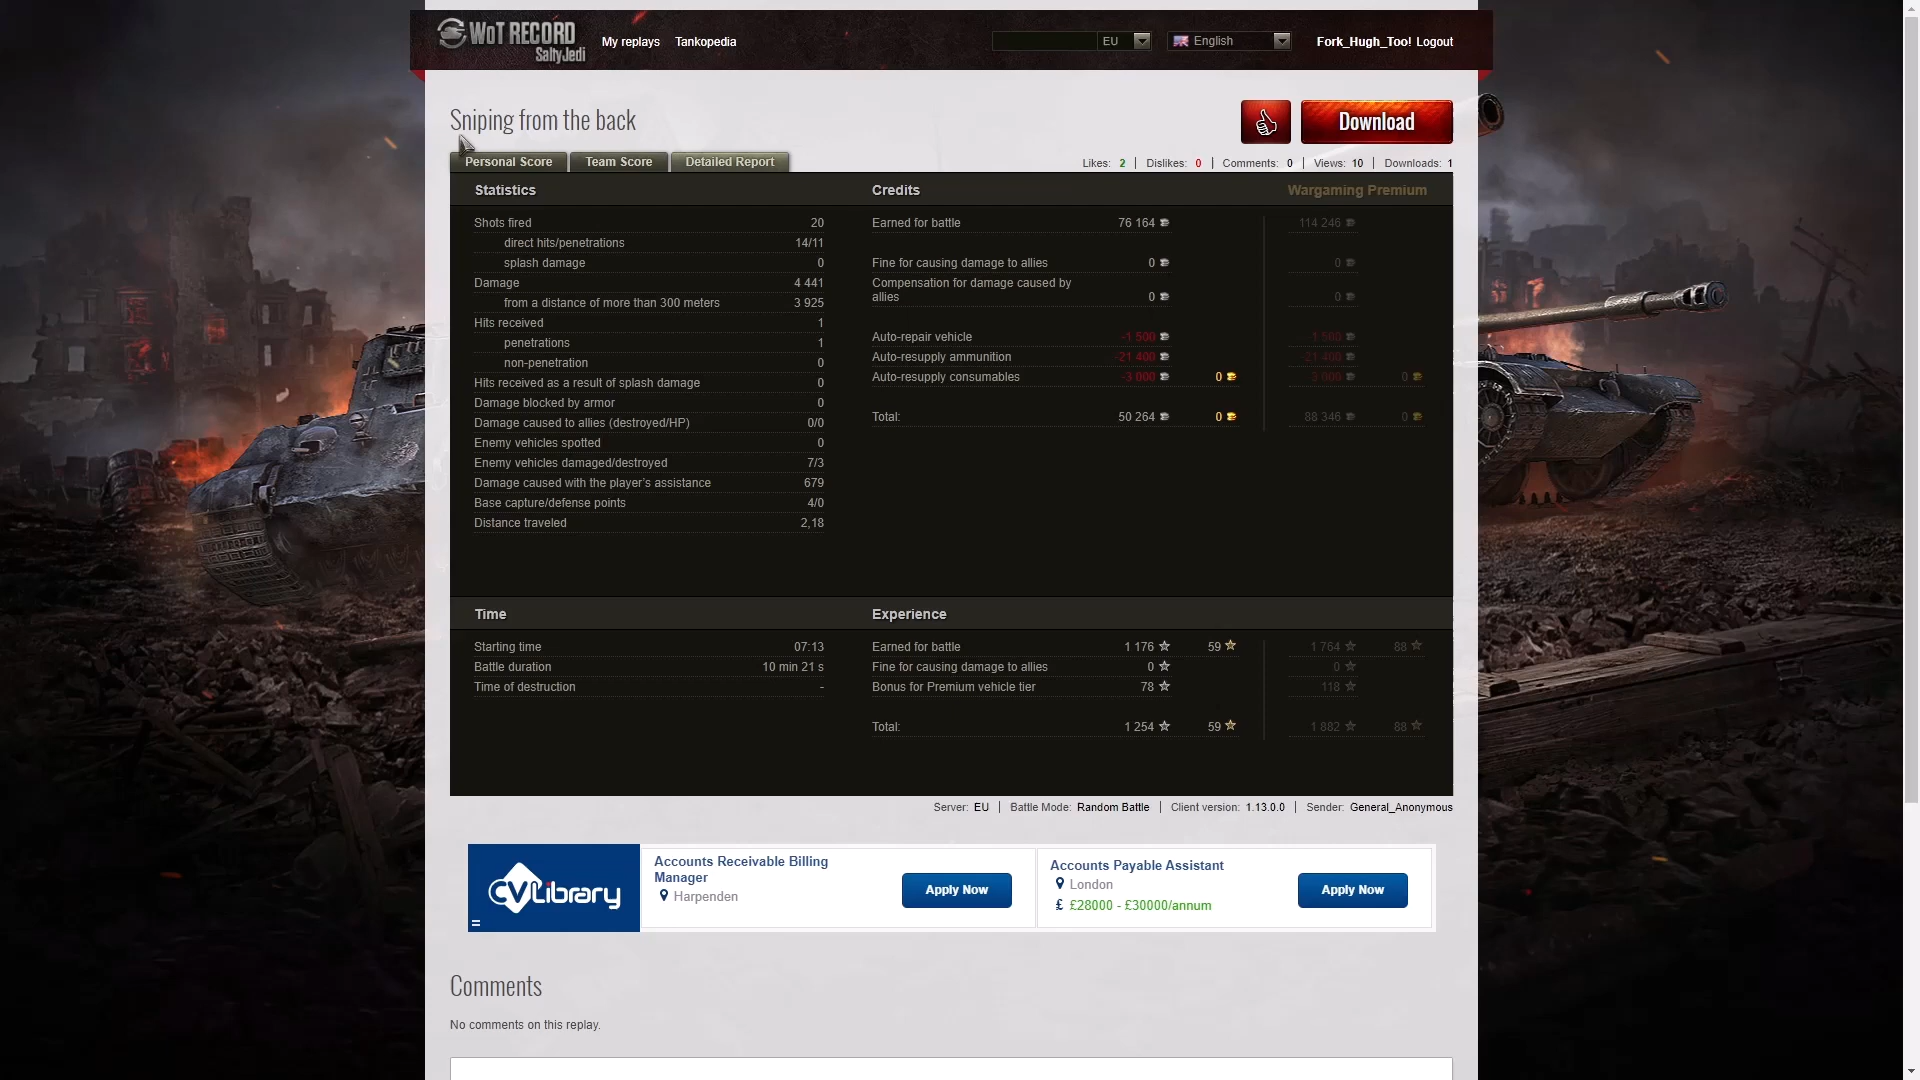 WoT RECORD
SaltyJedi
My replays
Tankopedia
EU
English
Fork_Hugh_Too! Logout
Sniping from the back
Download
Personal Score
Team Score
Detailed Report
Likes: 2 | Dislikes: 0 | Comments: 0 | Views: 10 | Downloads: 1
Statistics
Shots fired 20
direct hits/penetrations 14/11
splash damage 0
Damage 4 441
from a distance of more than 300 meters 3 925
Hits received 1
penetrations 1
non-penetration 0
Hits received as a result of splash damage 0
Damage blocked by armor 0
Damage caused to allies (destroyed/HP) 0/0
Enemy vehicles spotted 0
Enemy vehicles damaged/destroyed 7/3
Damage caused with the player's assistance 679
Base capture/defense points 4/0
Distance traveled 2,18
Credits Wargaming Premium
Earned for battle 76 164 114 246
Fine for causing damage to allies 0 0
Compensation for damage caused by
allies 0 0
Auto-repair vehicle -1 500 1 500
Auto-resupply ammunition -21 400 -21 400
Auto-resupply consumables -3 000 0 3 000 0
Total: 50 264 0 88 346 0
Time
Starting time 07:13
Battle duration 10 min 21 s
Time of destruction -
Experience
Earned for battle 1 176 59 1 764 88
Fine for causing damage to allies 0 0
Bonus for Premium vehicle tier 78 118
Total: 1 254 59 1 882 88
Server: EU | Battle Mode: Random Battle | Client version: 1.13.0.0 | Sender: General_Anonymous
CVLibrary
Accounts Receivable Billing
Manager
Harpenden
Apply Now
Accounts Payable Assistant
London
£ £28000 - £30000/annum
Apply Now
Comments
No comments on this replay.